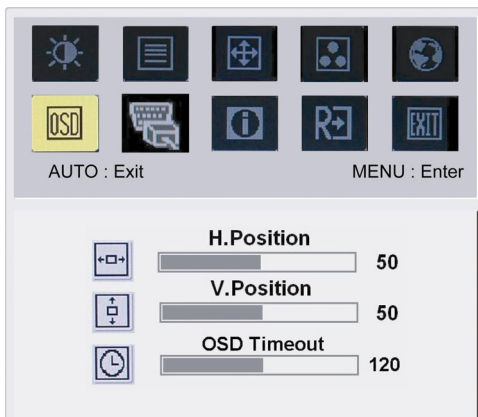 OSD
R
EXIT
AUTO : Exit
MENU : Enter
H.Position
50
V.Position
50
OSD Timeout
120